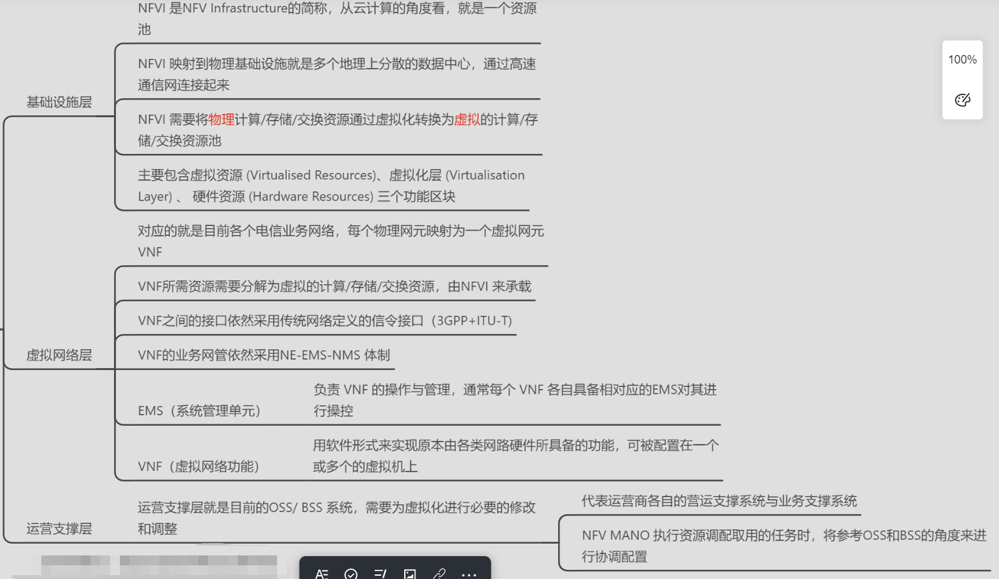 NFVI 是NFV Infrastructure的简称，从云计算的角度看，就是一个资源
池
NFVI 映射到物理基础设施就是多个地理上分散的数据中心，通过高速
通信网连接起来
基础设施层
NFVI 需要将物理计算/存储/交换资源通过虚拟化转换为虚拟的计算/存
储/交换资源池
主要包含虚拟资源 (Virtualised Resources)、虚拟化层 (Virtualisation
Layer) 、 硬件资源 (Hardware Resources) 三个功能区块
对应的就是目前各个电信业务网络，每个物理网元映射为一个虚拟网元
VNF
VNF所需资源需要分解为虚拟的计算/存储/交换资源，由NFVI 来承载
VNF之间的接口依然采用传统网络定义的信令接口（3GPP+ITU-T)
虚拟网络层
VNF的业务网管依然采用NE-EMS-NMS 体制
EMS（系统管理单元）
负责 VNF 的操作与管理，通常每个 VNF 各自具备相对应的EMS对其进
行操控
VNF（虚拟网络功能）
用软件形式来实现原本由各类网路硬件所具备的功能，可被配置在一个
或多个的虚拟机上
运营支撑层
运营支撑层就是目前的OSS/ BSS 系统，需要为虚拟化进行必要的修改
和调整
代表运营商各自的营运支撑系统与业务支撑系统
NFV MANO 执行资源调配取用的任务时，将参考OSS和BSS的角度来进
行协调配置
100%